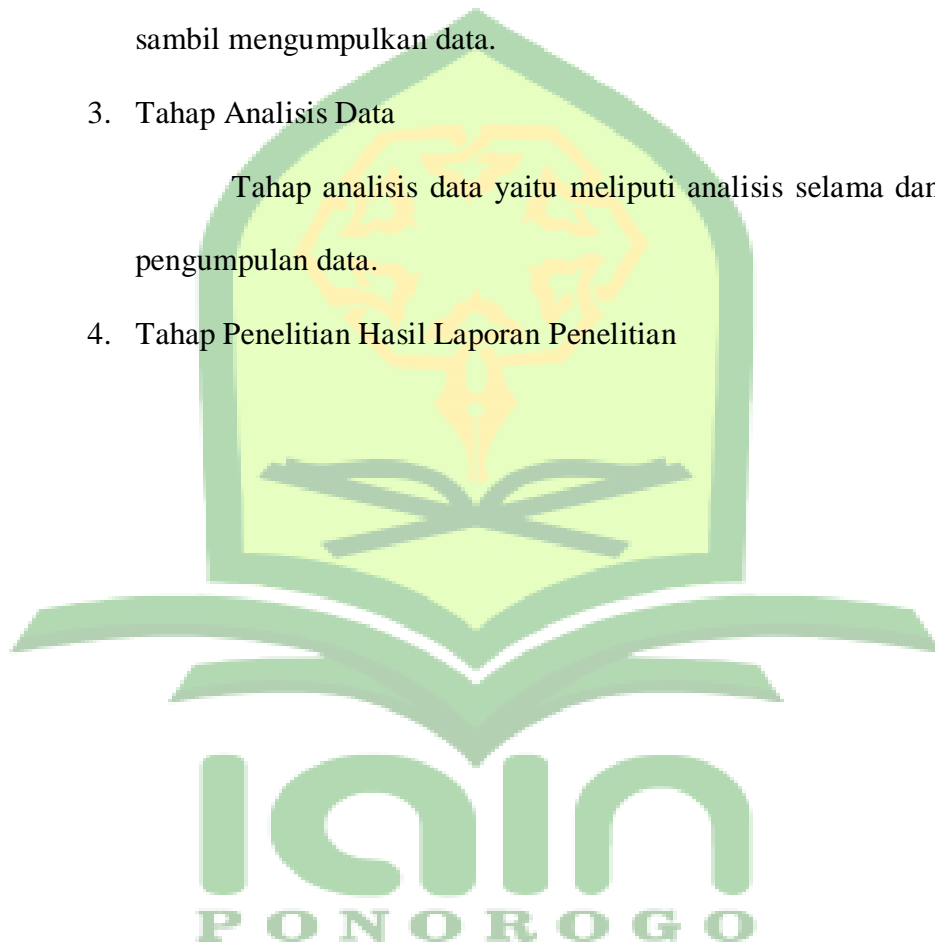 sambil mengumpulkan data.
3. Tahap Analisis Data
Tahap analisis data yaitu meliputi analisis selama dan
pengumpulan data.
4. Tahap Penelitian Hasil Laporan Penelitian
IAIN
PONOROGO